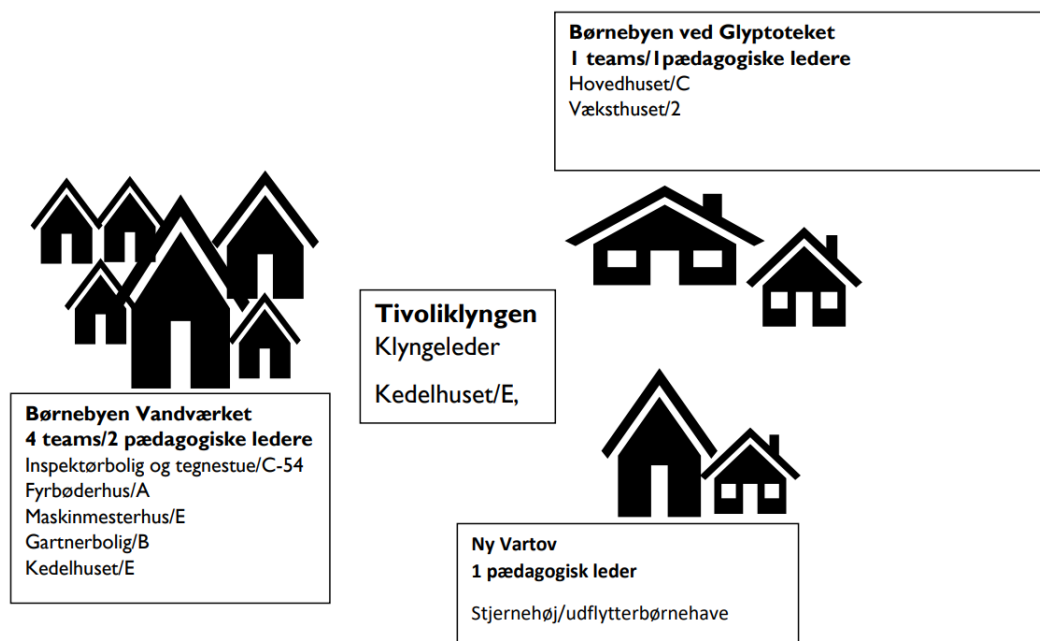 Børnebyen ved Glyptoteket
1 teams/1pædagogiske ledere
Hovedhuset/C
Væksthuset/2
Tivoliklyngen
Klyngeleder
Kedelhuset/E,
Børnebyen Vandværket
4 teams/2 pædagogiske ledere
Inspektørbolig og tegnestue/C-54
Fyrbøderhus/A
Maskinmesterhus/E
Gartnerbolig/B
Kedelhuset/E
Ny Vartov
1 pædagogisk leder
Stjernehøj/udflytterbørnehave